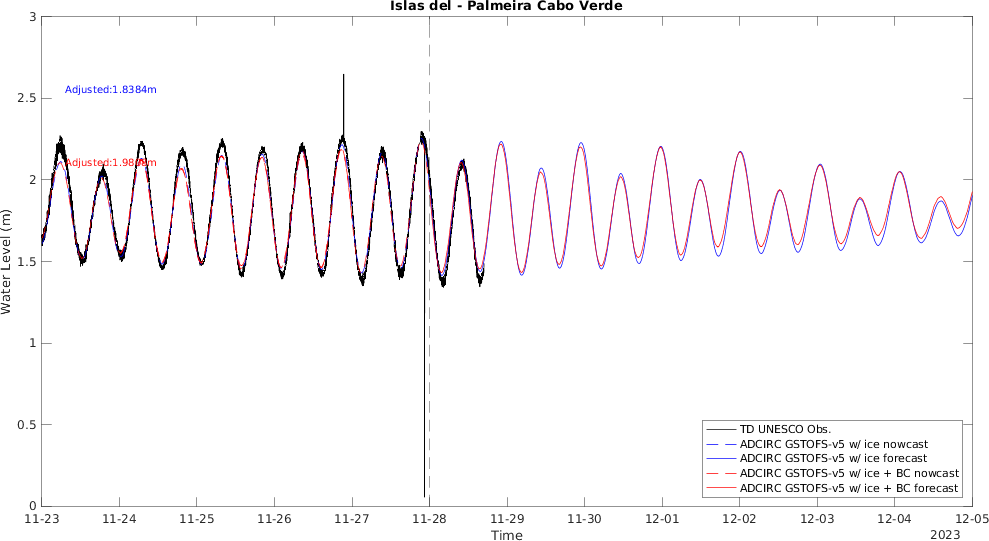 Islas del - Palmeira Cabo Verde
Water Level (m)
3
2.5
2
1.5
1
0.5
0
Adjusted:1.8384m
TD UNESCO Obs.
ADCIRC GSTOFS-v5 w/ ice nowcast
ADCIRC GSTOFS-v5 w/ ice forecast
ADCIRC GSTOFS-v5 w/ ice + BC nowcast
ADCIRC GSTOFS-v5 w/ ice + BC forecast
11-23 11-24 11-25 11-26 11-27 11-28 11-29 11-30 12-01 12-02 12-03 12-04 12-05
Time
2023